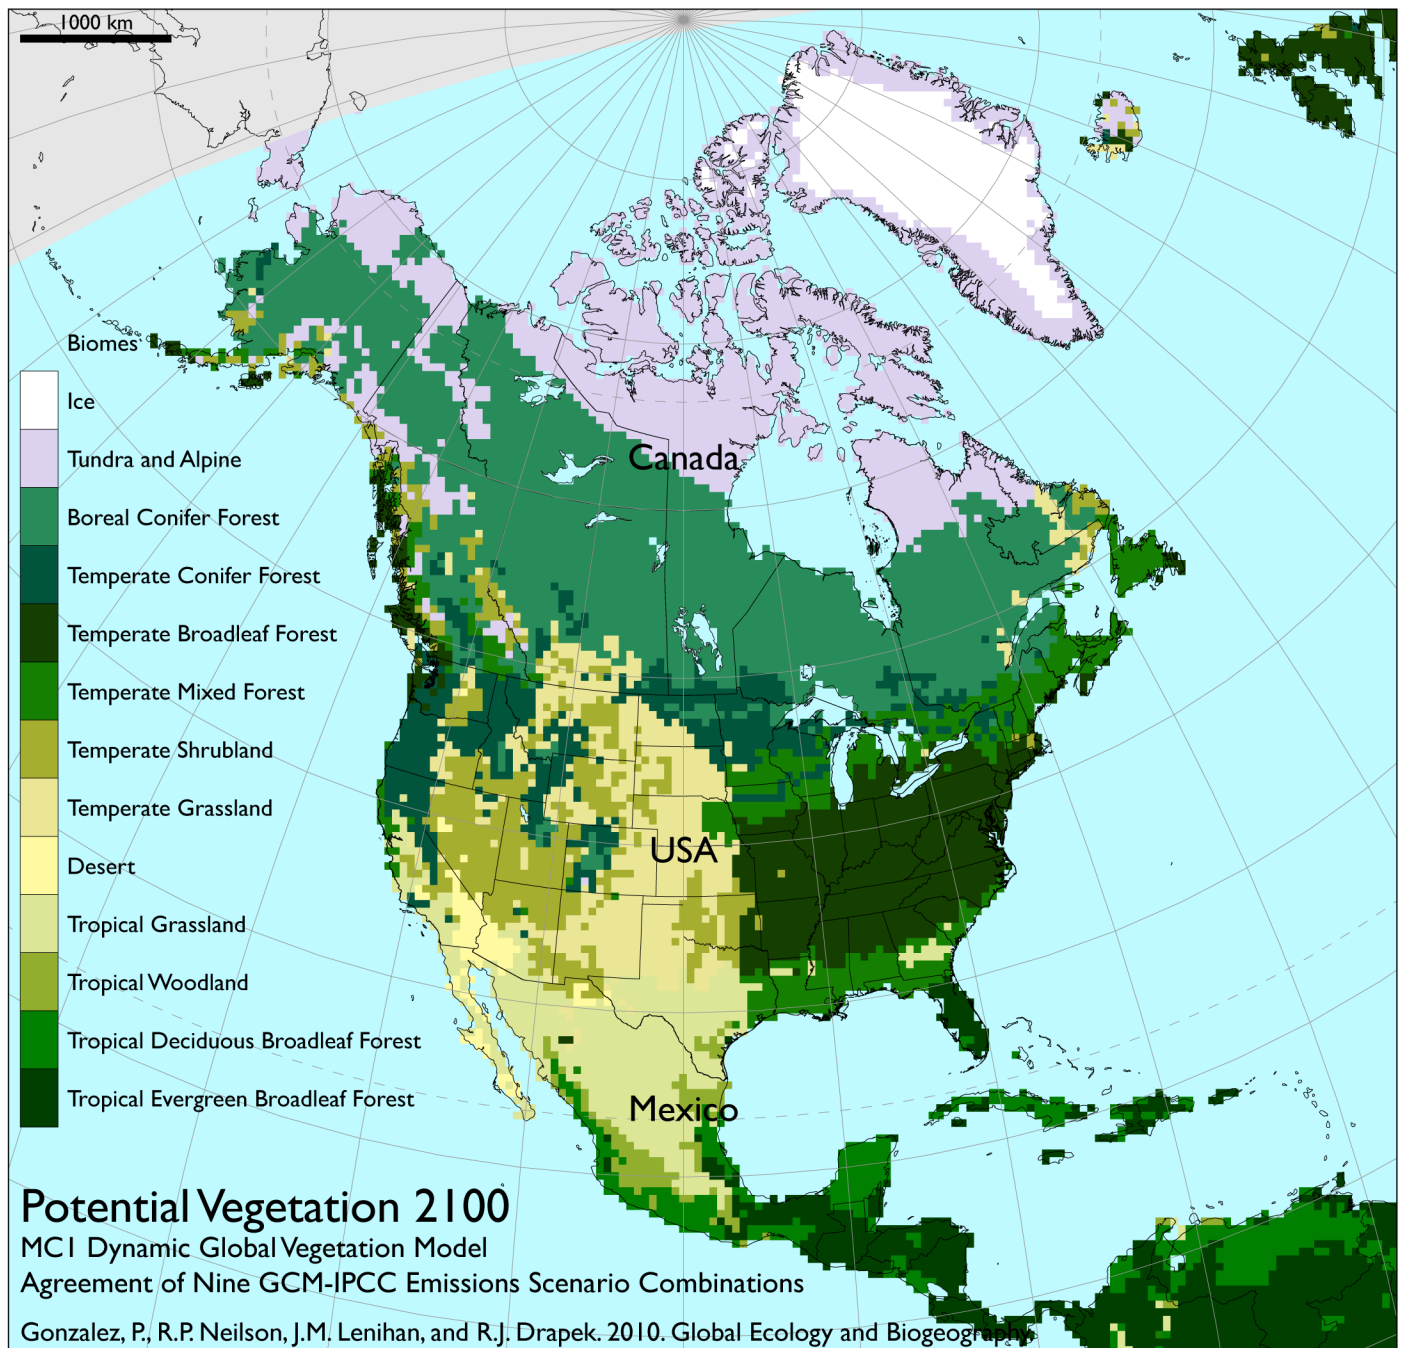 1000 km
Biomes
Ice
Tundra and Alpine
Boreal Conifer Forest
Temperate Conifer Forest
Temperate Broadleaf Forest
Temperate Mixed Forest
Temperate Shrubland
Temperate Grassland
Desert
Tropical Grassland
Tropical Woodland
Tropical Deciduous Broadleaf Forest
Tropical Evergreen Broadleaf Forest
Canada
USA
Mexico
Potential Vegetation 2100
MC1 Dynamic Global Vegetation Model
Agreement of Nine GCM-IPCC Emissions Scenario Combinations
Gonzalez, P., R.P. Neilson, J.M. Lenihan, and R.J. Drapek. 2010. Global Ecology and Biogeography.